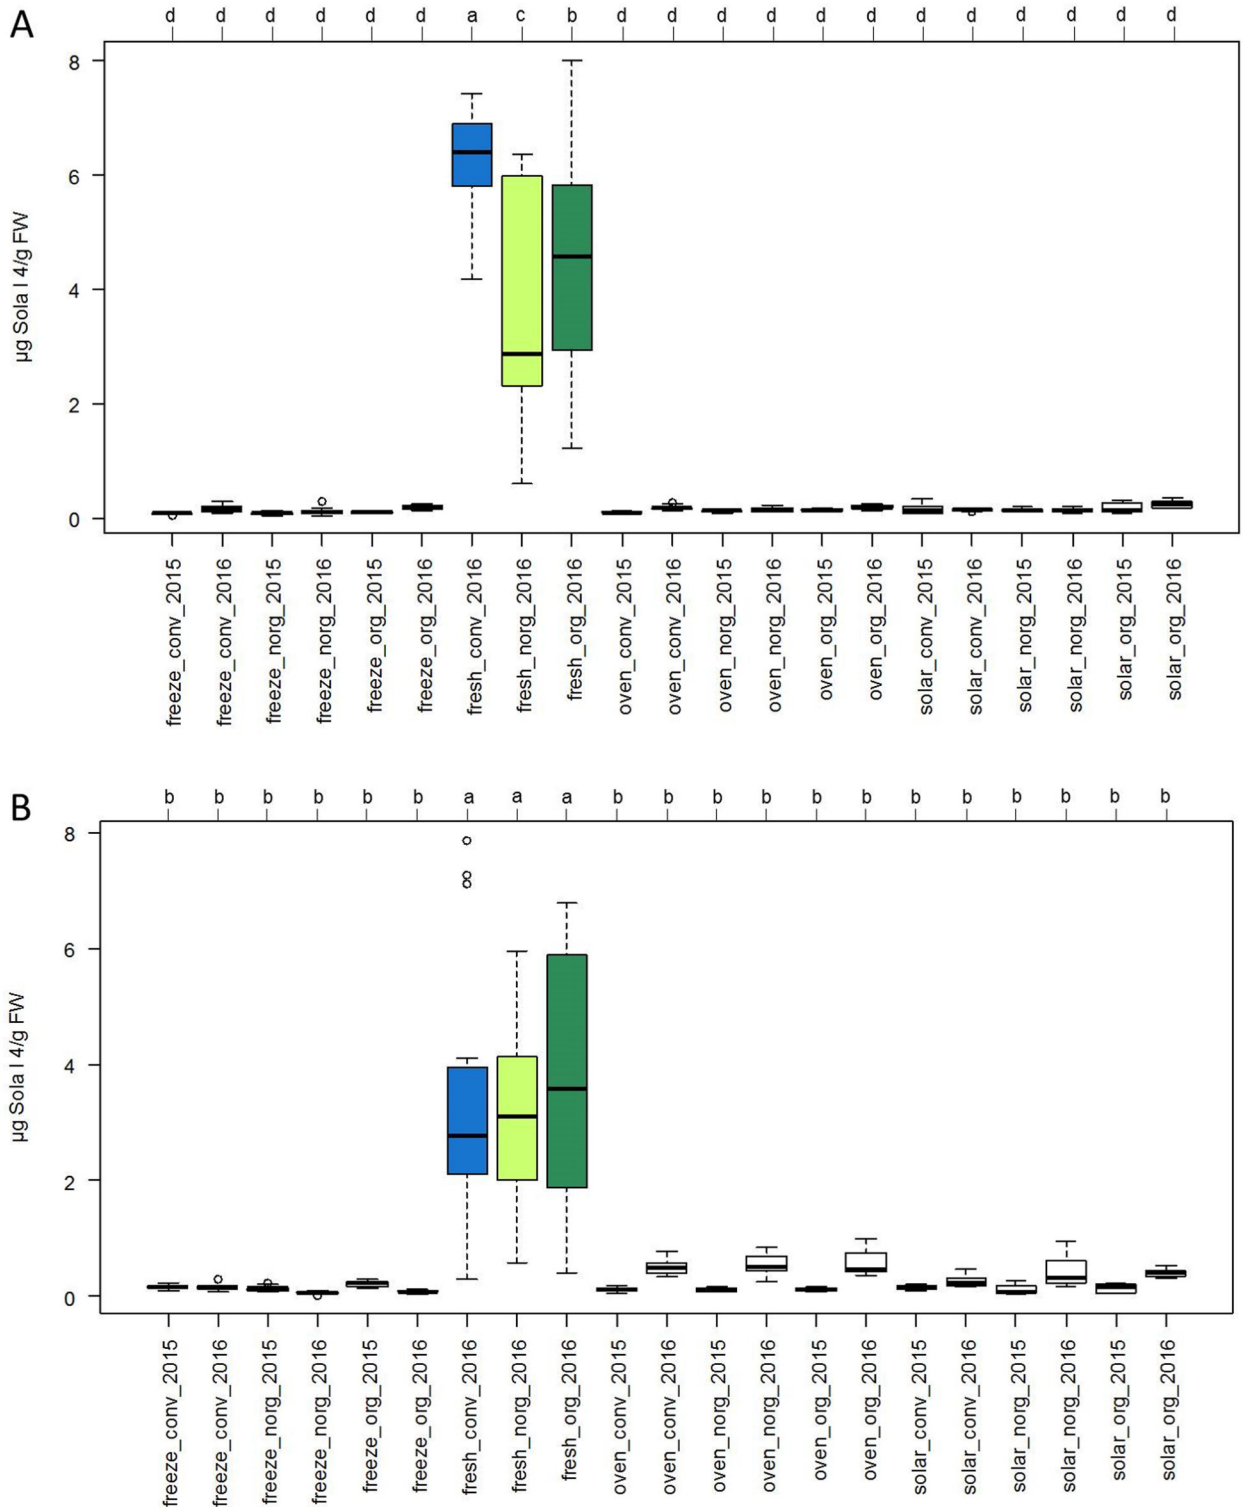 A
d d d d d d a c b d d d d d d d d d d d d
8
6
4
2
0
µg Sola l 4/g FW
freeze_conv_2015
freeze_conv_2016
freeze_norg_2015
freeze_norg_2016
freeze_org_2015
freeze_org_2016
fresh_conv_2016
fresh_norg_2016
fresh_org_2016
oven_conv_2015
oven_conv_2016
oven_norg_2015
oven_norg_2016
oven_org_2015
oven_org_2016
solar_conv_2015
solar_conv_2016
solar_norg_2015
solar_norg_2016
solar_org_2015
solar_org_2016
B
b b b b b b a a a b b b b b b b b b b b b
8
6
4
2
0
µg Sola l 4/g FW
freeze_conv_2015
freeze_conv_2016
freeze_norg_2015
freeze_norg_2016
freeze_org_2015
freeze_org_2016
fresh_conv_2016
fresh_norg_2016
fresh_org_2016
oven_conv_2015
oven_conv_2016
oven_norg_2015
oven_norg_2016
oven_org_2015
oven_org_2016
solar_conv_2015
solar_conv_2016
solar_norg_2015
solar_norg_2016
solar_org_2015
solar_org_2016